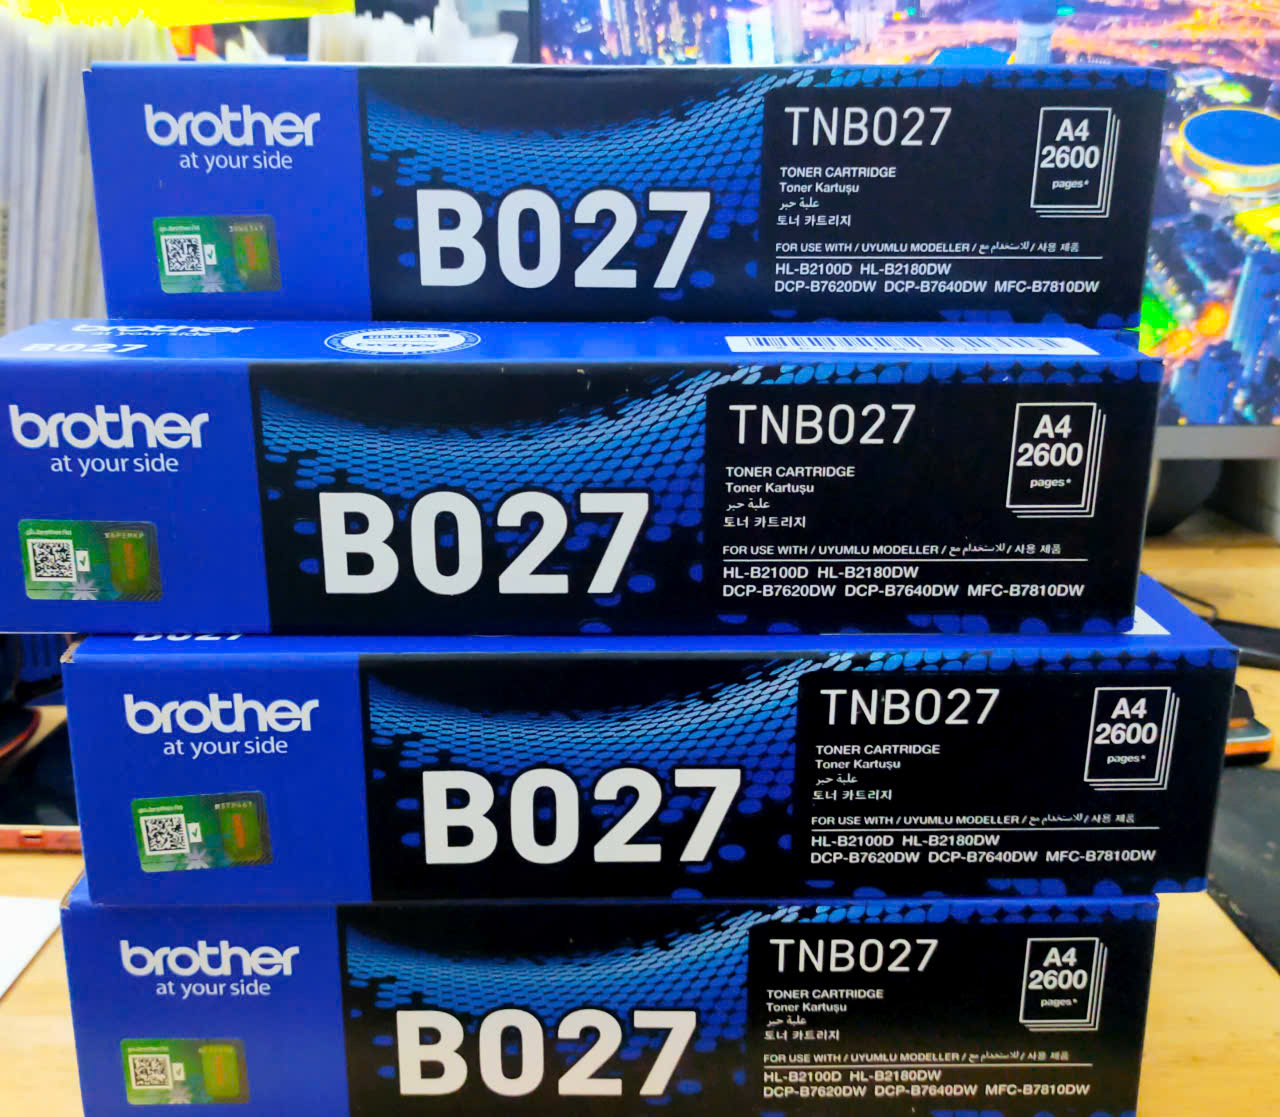 brother
at your side
B027
TNB027
TONER CARTRIDGE
Toner Kartuşu
علبة حبر
토너 카트리지
A4
2600
pages*
FOR USE WITH / UYUMLU MODELLER / للاستخدام مع / 사용 제품
HL-B2100D HL-B2180DW
DCP-B7620DW DCP-B7640DW MFC-B7810DW
brother
at your side
B027
GENUINE
brother
at your side
B027
TNB027
TONER CARTRIDGE
Toner Kartuşu
علبة حبر
토너 카트리지
A4
2600
pages*
FOR USE WITH / UYUMLU MODELLER / للاستخدام مع / 사용 제품
HL-B2100D HL-B2180DW
DCP-B7620DW DCP-B7640DW MFC-B7810DW
B027
brother
at your side
B027
TNB027
TONER CARTRIDGE
Toner Kartuşu
علبة حبر
토너 카트리지
A4
2600
pages*
FOR USE WITH / UYUMLU MODELLER / للاستخدام مع / 사용 제품
HL-B2100D HL-B2180DW
DCP-B7620DW DCP-B7640DW MFC-B7810DW
brother
at your side
B027
TNB027
TONER CARTRIDGE
Toner Kartuşu
علبة حبر
토너 카트리지
A4
2600
pages*
FOR USE WITH / UYUMLU MODELLER / للاستخدام مع / 사용 제품
HL-B2100D HL-B2180DW
DCP-B7620DW DCP-B7640DW MFC-B7810DW